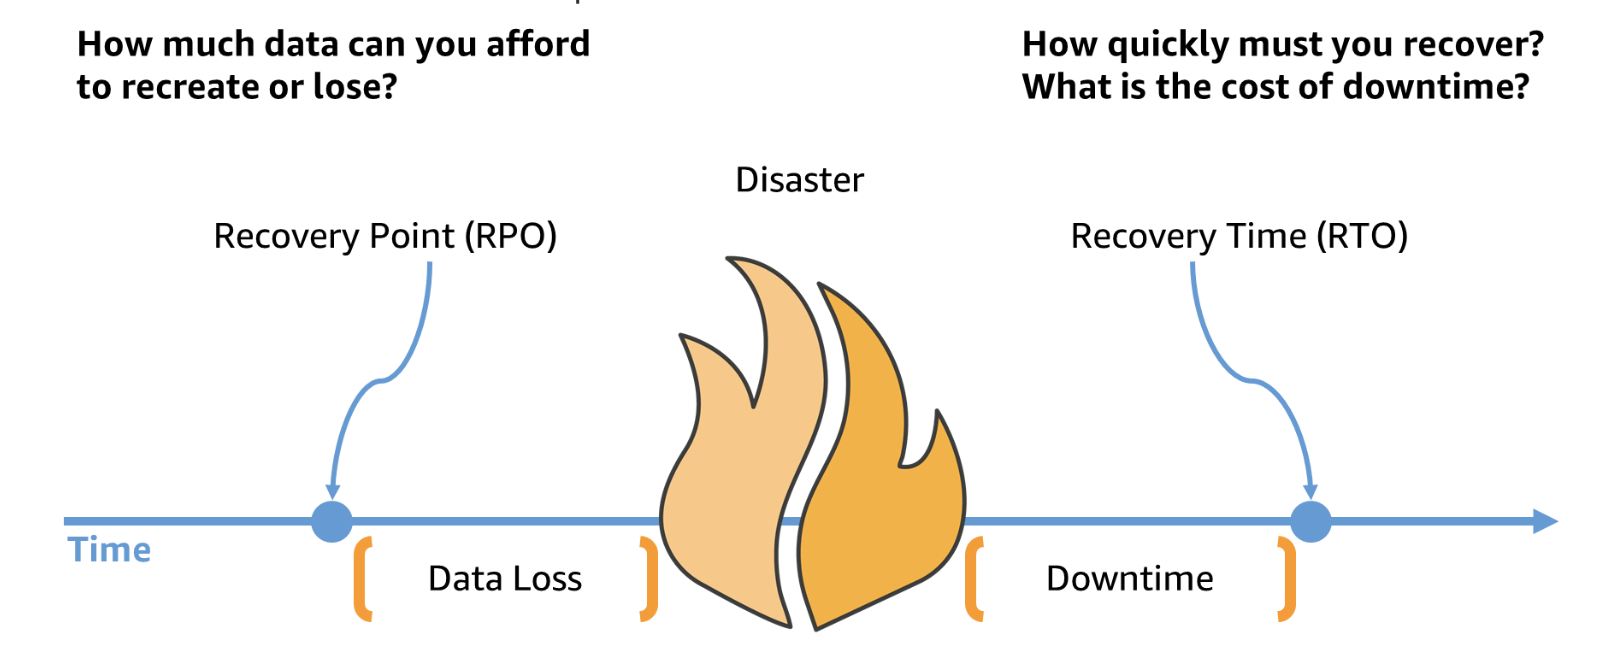 How much data can you afford
to recreate or lose?
How quickly must you recover?
What is the cost of downtime?
Disaster
Recovery Point (RPO)
Recovery Time (RTO)
Time
Data Loss
Downtime